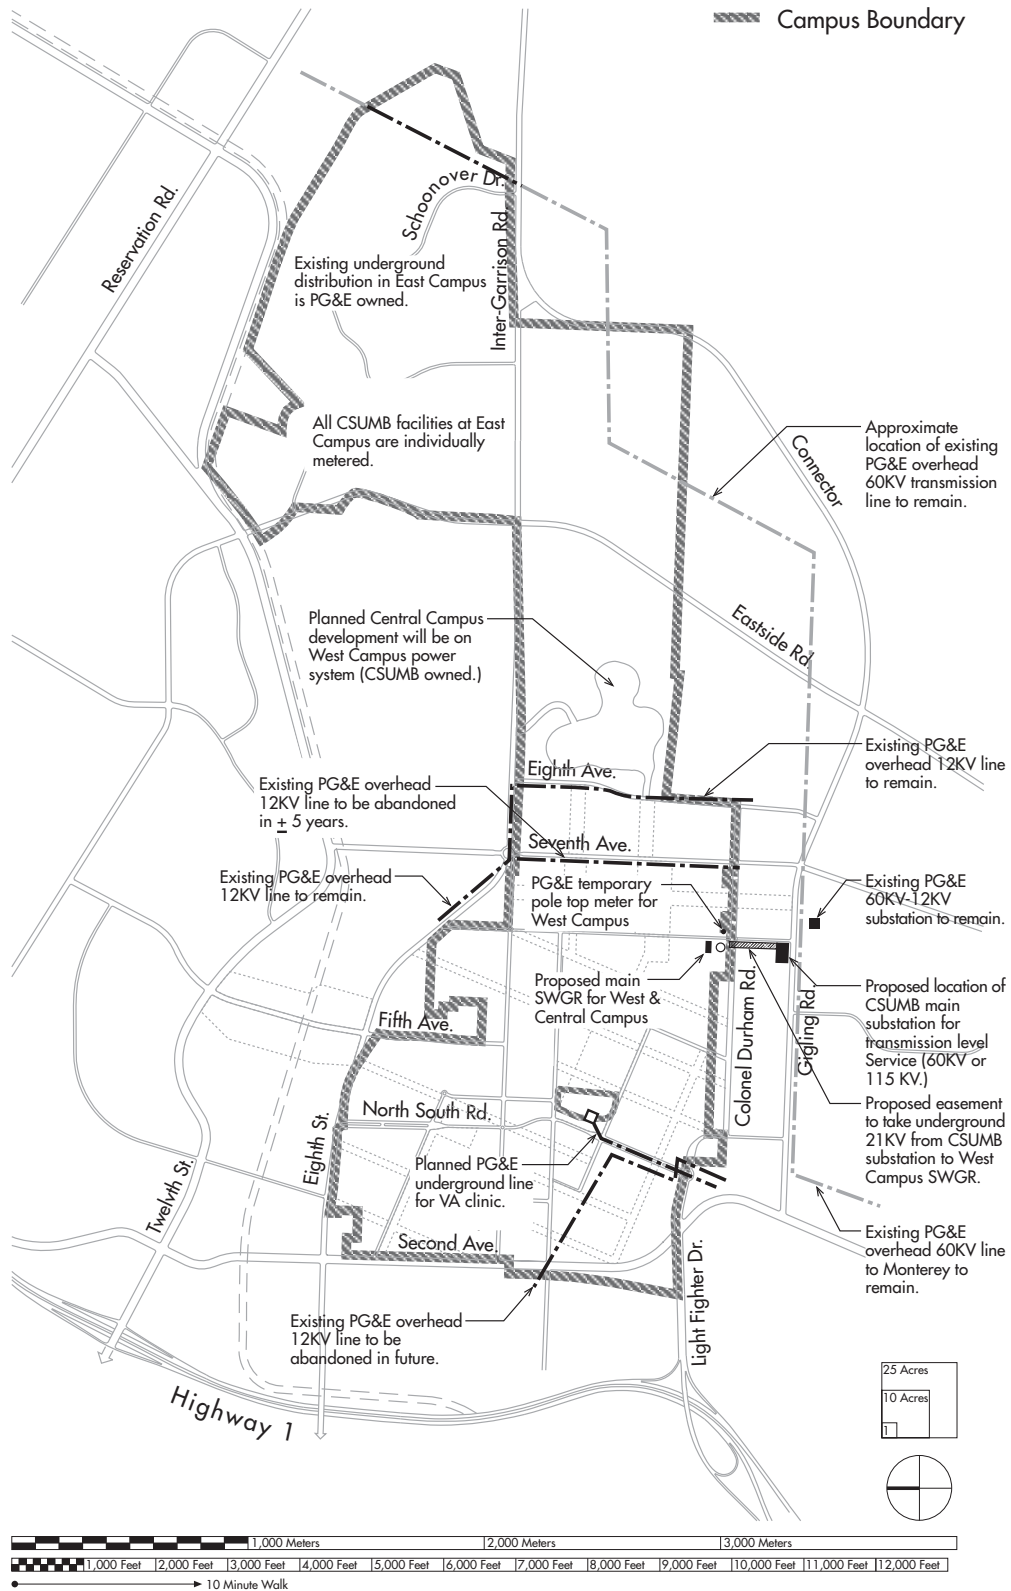 Campus Boundary
Schoonover Dr.
Reservation Rd.
Inter-Garrison Rd.
Existing underground
distribution in East Campus
is PG&E owned.
All CSUMB facilities at East
Campus are individually
metered.
Connector
Approximate
location of existing
PG&E overhead
60KV transmission
line to remain.
Planned Central Campus
development will be on
West Campus power
system (CSUMB owned.)
Eastside Rd.
Existing PG&E
overhead 12KV line
to remain.
Eighth Ave.
Existing PG&E overhead
12KV line to be abandoned
in ± 5 years.
Seventh Ave.
Existing PG&E overhead
12KV line to remain.
PG&E temporary
pole top meter for
West Campus
Existing PG&E
60KV-12KV
substation to remain.
Proposed main
SWGR for West &
Central Campus
Colonel Durham Rd.
Gigling Rd.
Proposed location of
CSUMB main
substation for
transmission level
Service (60KV or
115 KV.)
Fifth Ave.
Proposed easement
to take underground
21KV from CSUMB
substation to West
Campus SWGR.
North South Rd.
Eighth St.
Twelvth St.
Planned PG&E
underground line
for VA clinic.
Second Ave.
Existing PG&E
overhead 60KV line
to Monterey to
remain.
Light Fighter Dr.
Existing PG&E overhead
12KV line to be
abandoned in future.
Highway 1
25 Acres
10 Acres
1
1,000 Meters 2,000 Meters 3,000 Meters
1,000 Feet 2,000 Feet 3,000 Feet 4,000 Feet 5,000 Feet 6,000 Feet 7,000 Feet 8,000 Feet 9,000 Feet 10,000 Feet 11,000 Feet 12,000 Feet
10 Minute Walk